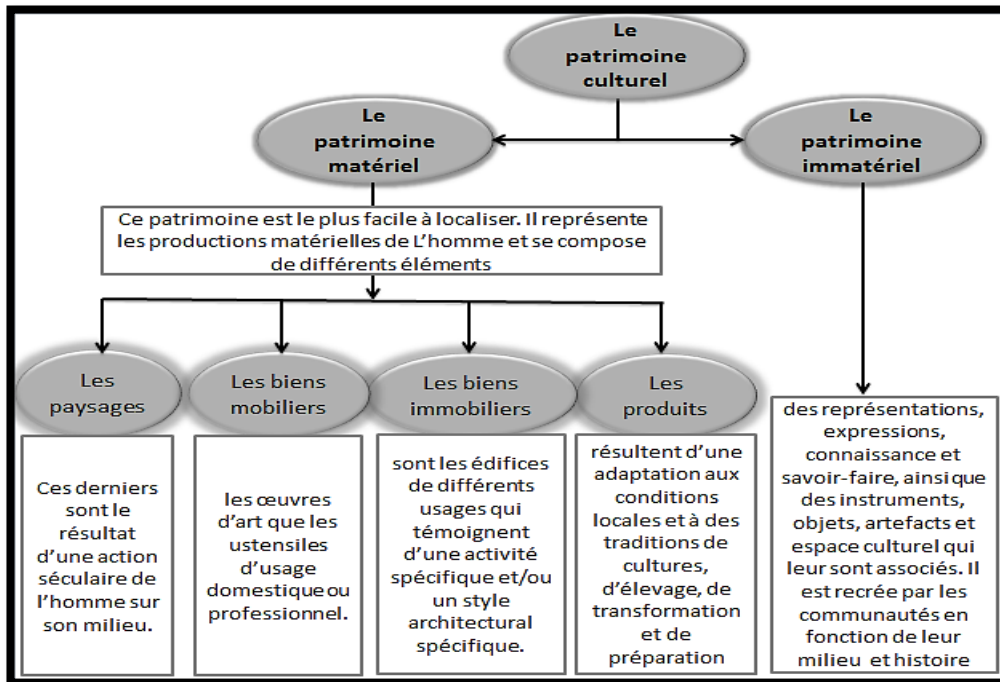 Le
patrimoine
culturel
Le
patrimoine
matériel
Le
patrimoine
immatériel
Ce patrimoine est le plus facile à localiser. Il représente
les productions matérielles de L'homme et se compose
de différents éléments
Les
paysages
Les biens
mobiliers
Les biens
immobiliers
Les
produits
Ces derniers
sont le
résultat
d'une action
séculaire de
l'homme sur
son milieu.
les œuvres
d'art que les
ustensiles
d'usage
domestique ou
professionnel.
sont les édifices
de différents
usages qui
témoignent
d'une activité
spécifique et/ou
un style
architectural
spécifique.
résultent d'une
adaptation aux
conditions
locales et à des
traditions de
cultures,
d'élevage, de
transformation
et de
préparation
des représentations,
expressions,
connaissance et
savoir-faire, ainsi que
des instruments,
objets, artefacts et
espace culturel qui
leur sont associés. Il
est recrée par les
communautés en
fonction de leur
milieu et histoire